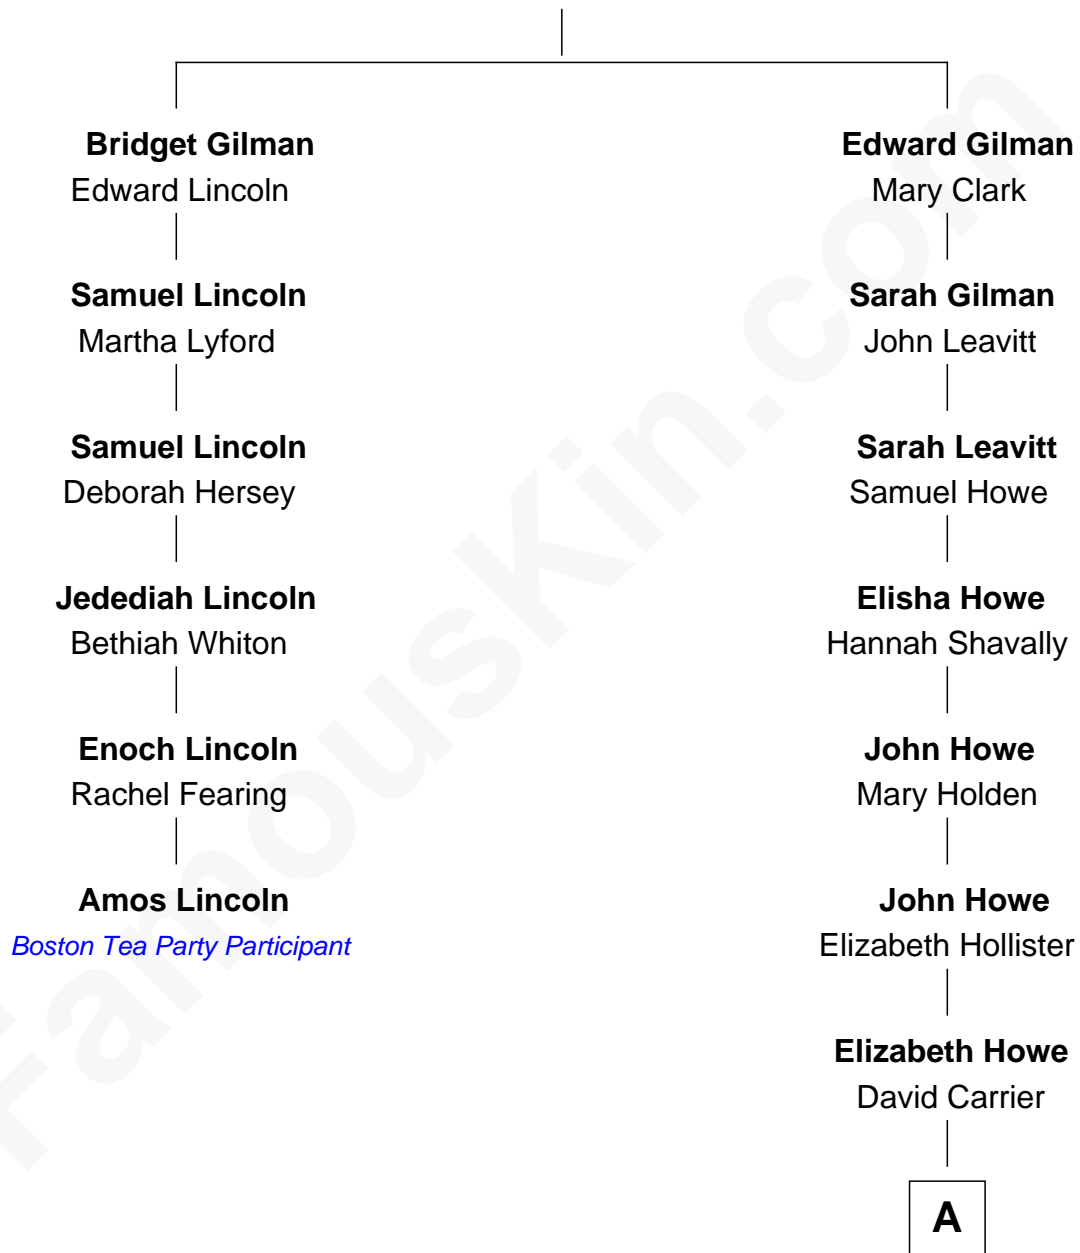 Bridget Gilman
Edward Lincoln
Samuel Lincoln
Martha Lyford
Samuel Lincoln
Deborah Hersey
Jedediah Lincoln
Bethiah Whiton
Enoch Lincoln
Rachel Fearing
Amos Lincoln
Boston Tea Party Participant
Edward Gilman
Mary Clark
Sarah Gilman
John Leavitt
Sarah Leavitt
Samuel Howe
Elisha Howe
Hannah Shavally
John Howe
Mary Holden
John Howe
Elizabeth Hollister
Elizabeth Howe
David Carrier
A
FamousKin.com